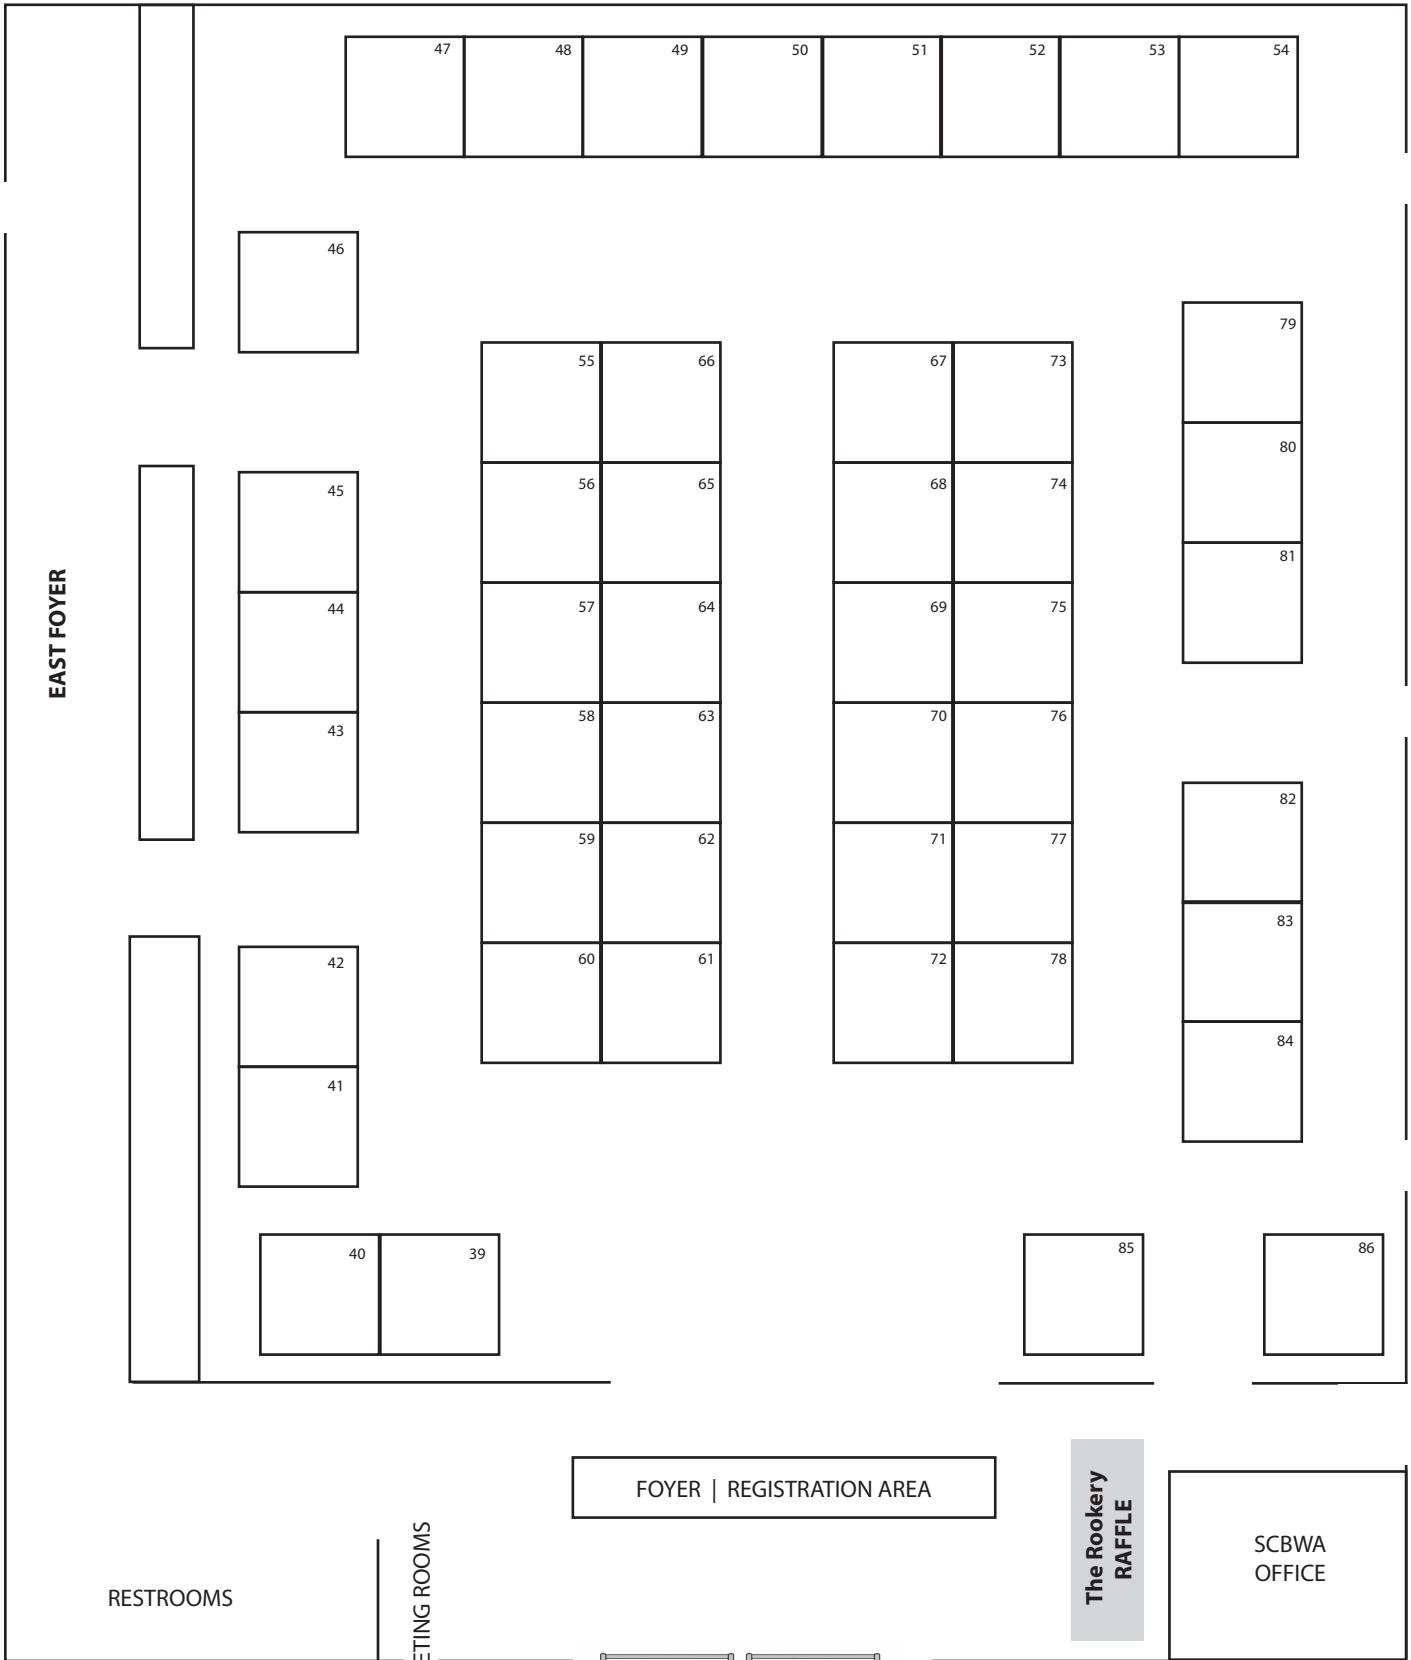 47 48 49 50 51 52 53 54
46
79
55 66 67 73
80
56 65 68 74
45
81
57 64 69 75
44
58 63 70 76
43
82
59 62 71 77
83
60 61 72 78
42
84
41
85 86
40 39
EAST FOYER
FOYER | REGISTRATION AREA
The Rookery
RAFFLE
SCBWA
OFFICE
RESTROOMS
ETING ROOMS